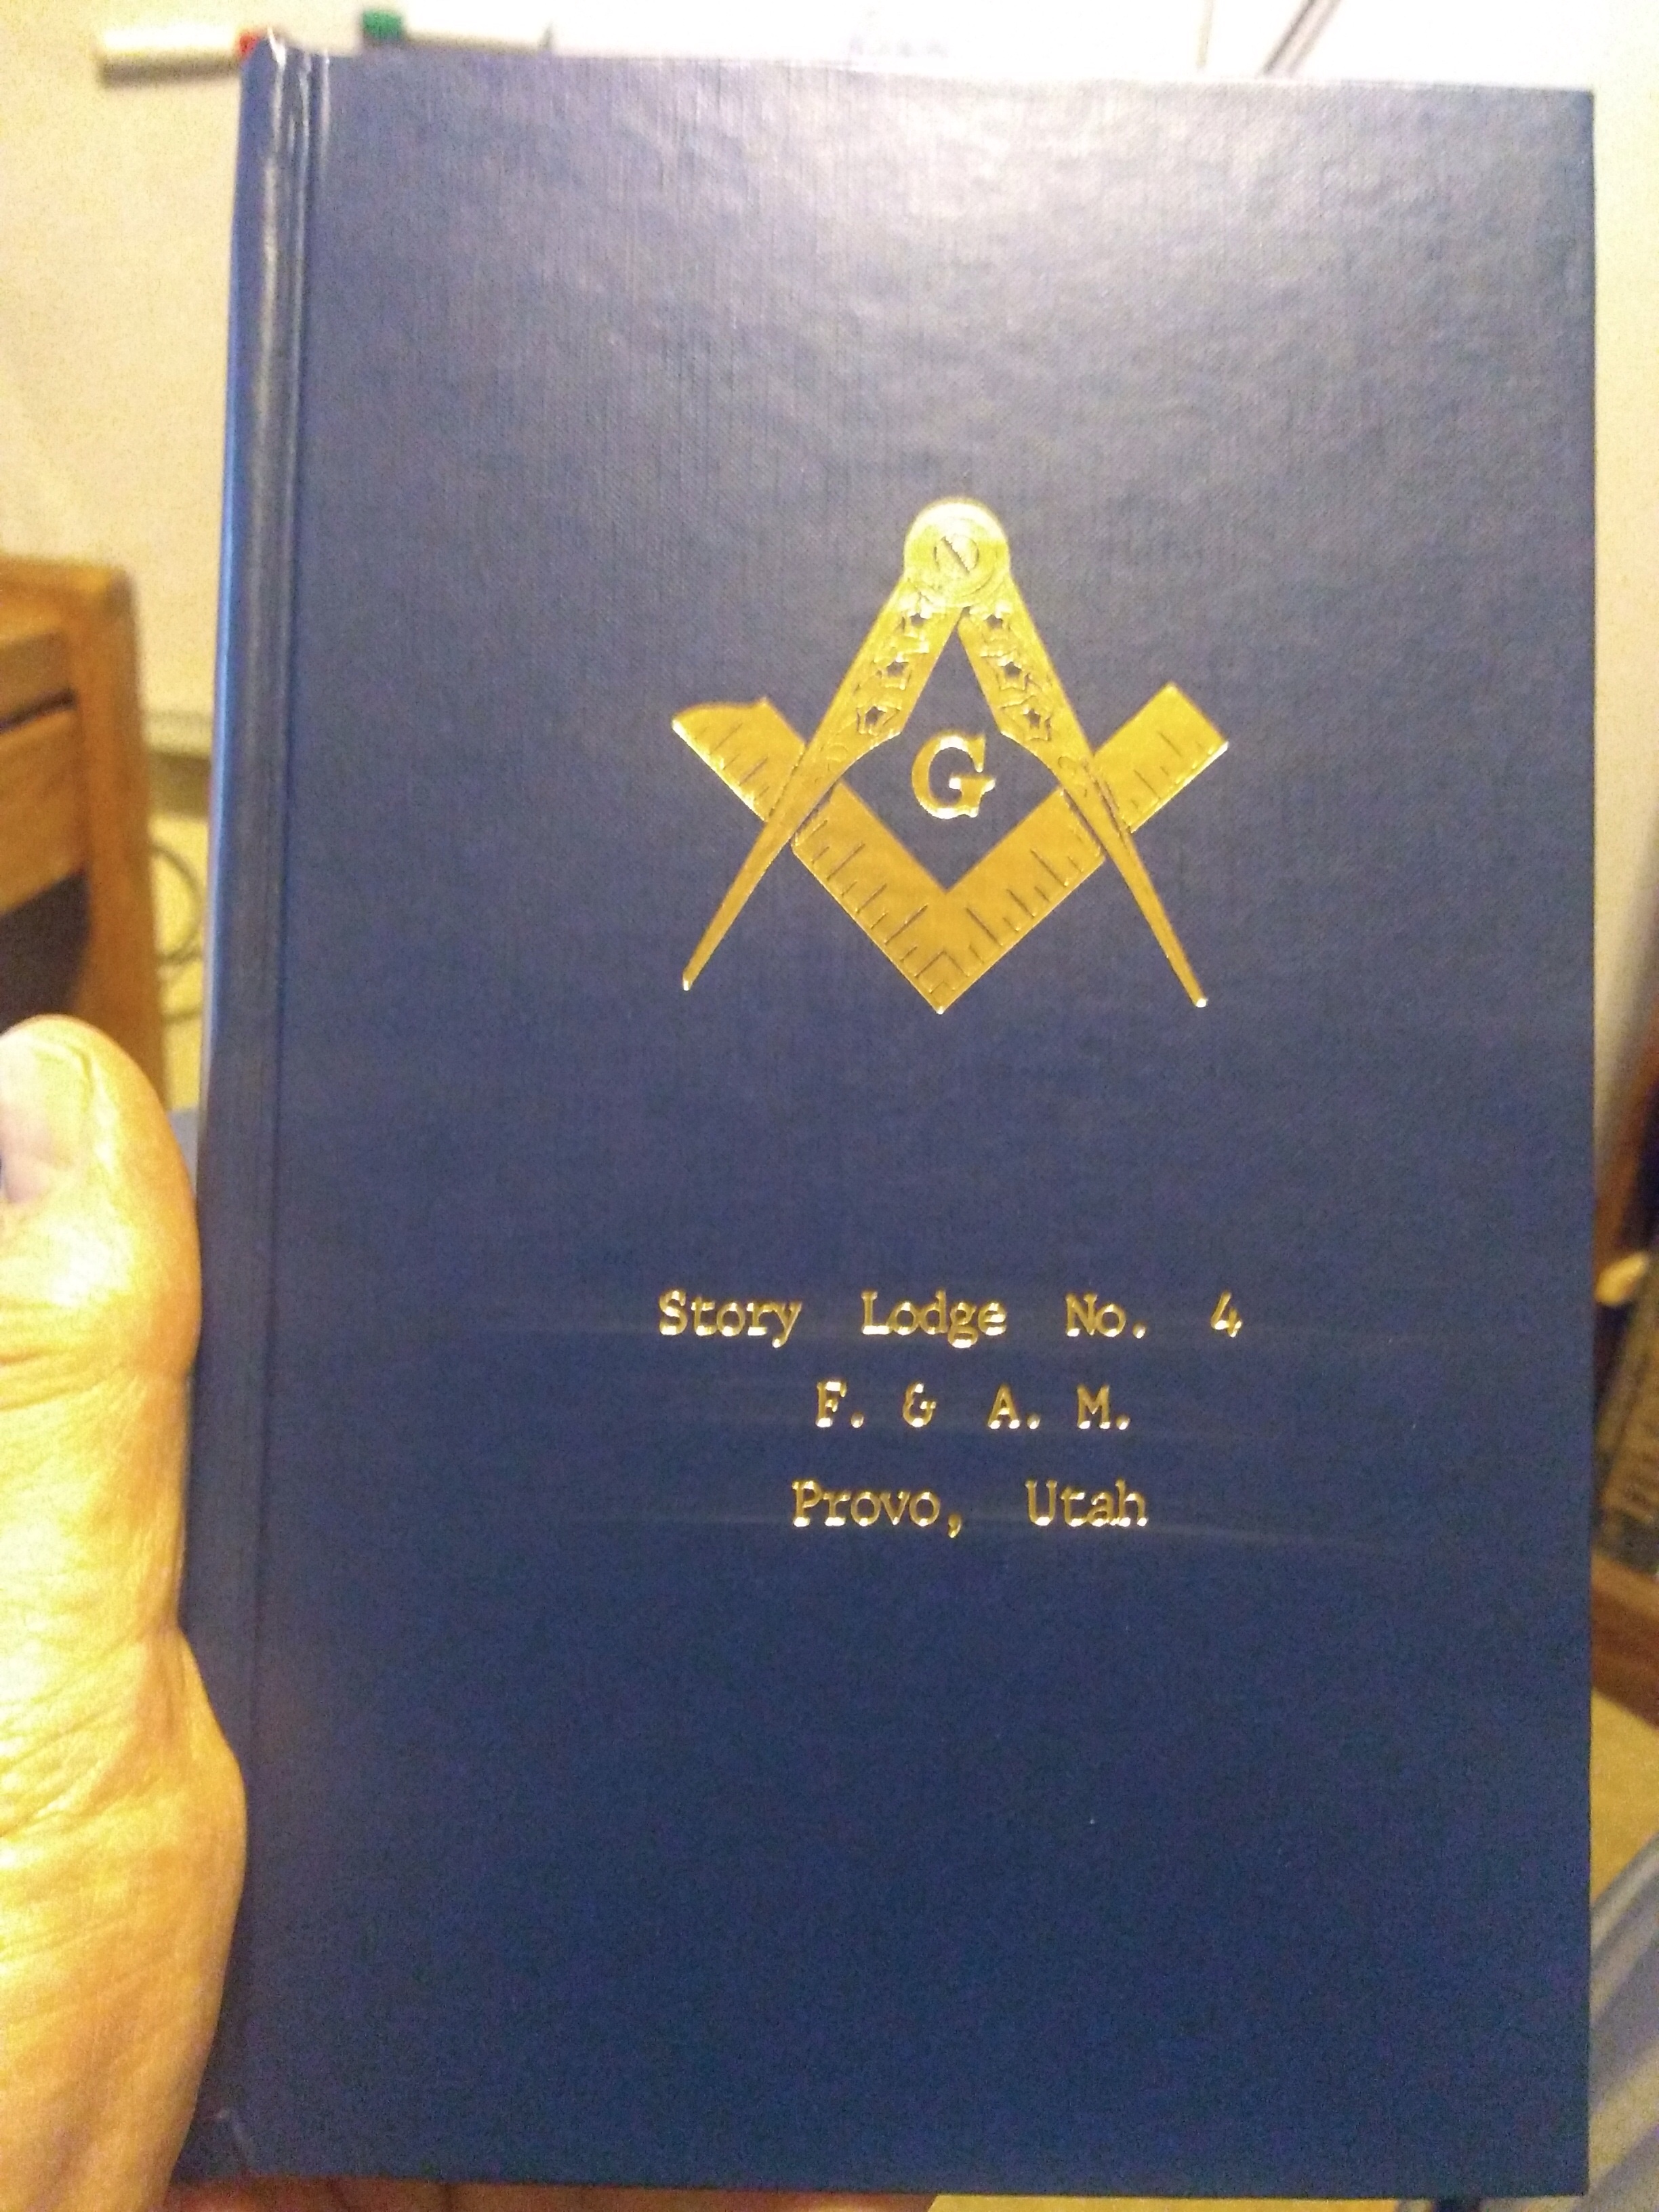 G
Story Lodge No. 4
F. & A. M.
Provo, Utah